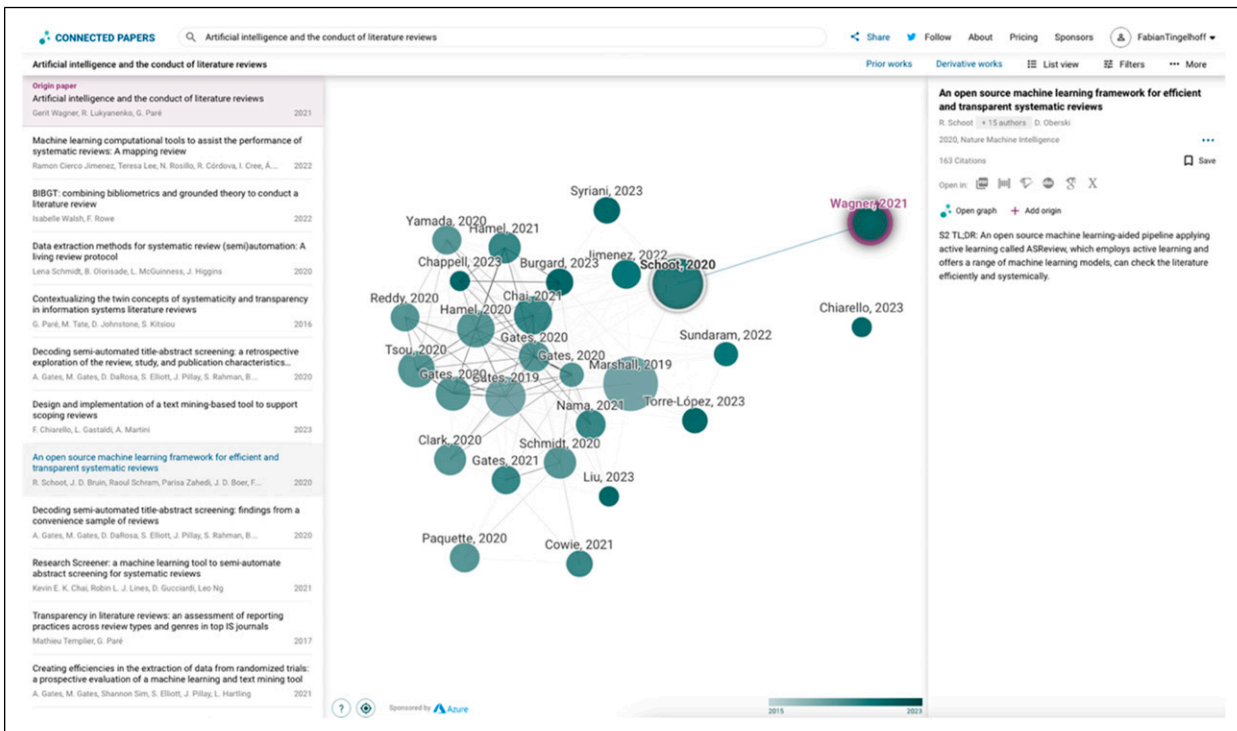 CONNECTED PAPERS
Artificial intelligence and the conduct of literature reviews
Share
Follow
About
Pricing
Sponsors
FabianTingelhoff
Artificial intelligence and the conduct of literature reviews
Prior works
Derivative works
List view
Filters
More
Origin paper
Artificial intelligence and the conduct of literature reviews
Gerit Wagner, R. Lukyanenko, G. Paré 2021
Machine learning computational tools to assist the performance of
systematic reviews: A mapping review
Ramon Cierco Jimenez, Teresa Lee, N. Rosillo, R. Córdova, I. Cree, Á... 2022
BIBGT: combining bibliometrics and grounded theory to conduct a
literature review
Isabelle Walsh, F. Rowe 2022
Data extraction methods for systematic review (semi)automation: A
living review protocol
Lena Schmidt, B. Olorisade, L. McGuinness, J. Higgins 2020
Contextualizing the twin concepts of systematicity and transparency
in information systems literature reviews
G. Paré, M. Tate, D. Johnstone, S. Kitsiou 2016
Decoding semi-automated title-abstract screening: a retrospective
exploration of the review, study, and publication characteristics...
A. Gates, M. Gates, D. DaRosa, S. Elliott, J. Pillay, S. Rahman, B... 2020
Design and implementation of a text mining-based tool to support
scoping reviews
F. Chiarello, L. Gastaldi, A. Martini 2023
An open source machine learning framework for efficient and
transparent systematic reviews
R. Schoot, J. D. Bruin, Raoul Schram, Parisa Zahedi, J. D. Boer, F... 2020
Decoding semi-automated title-abstract screening: findings from a
convenience sample of reviews
A. Gates, M. Gates, D. DaRosa, S. Elliott, J. Pillay, S. Rahman, B... 2020
Research Screener: a machine learning tool to semi-automate
abstract screening for systematic reviews
Kevin E. K. Chai, Robin L. J. Lines, D. Gucciardi, Leo Ng 2021
Transparency in literature reviews: an assessment of reporting
practices across review types and genres in top IS journals
Mathieu Templier, G. Paré 2017
Creating efficiencies in the extraction of data from randomized trials:
a prospective evaluation of a machine learning and text mining tool
A. Gates, M. Gates, Shannon Sim, S. Elliott, J. Pillay, L. Hartling 2021
Syriani, 2023
Wagner, 2021
Yamada, 2020
Hamel, 2021
Chappell, 2023
Burgard, 2023
Jimenez, 2022
Schoot, 2020
Reddy, 2020
Hamel, 2020
Chai, 2021
Chiarello, 2023
Gates, 2020
Sundaram, 2022
Tsou, 2020
Gates, 2020
Marshall, 2019
Gates, 2020
Gates, 2019
Nama, 2021
Torre-López, 2023
Clark, 2020
Schmidt, 2020
Gates, 2021
Liu, 2023
Paquette, 2020
Cowie, 2021
?
Sponsored by Azure
2015
2023
An open source machine learning framework for efficient
and transparent systematic reviews
R. Schoot + 15 authors D. Oberski
2020, Nature Machine Intelligence
163 Citations
Save
Open in:
Open graph + Add origin
S2 TL;DR: An open source machine learning-aided pipeline applying
active learning called ASReview, which employs active learning and
offers a range of machine learning models, can check the literature
efficiently and systemically.